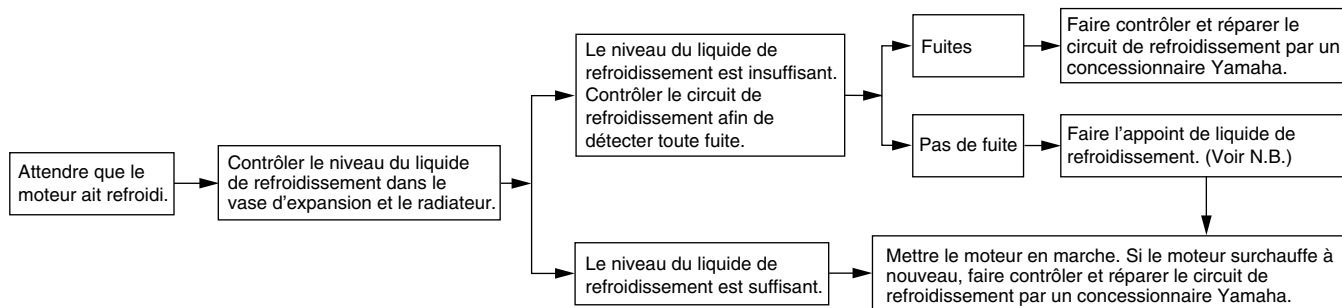 Attendre que le
moteur ait refroidi.
Contrôler le niveau du liquide
de refroidissement dans le
vase d'expansion et le radiateur.
Le niveau du liquide de
refroidissement est insuffisant.
Contrôler le circuit de
refroidissement afin de
détecter toute fuite.
Fuites
Faire contrôler et réparer le
circuit de refroidissement par un
concessionnaire Yamaha.
Pas de fuite
Faire l'appoint de liquide de
refroidissement. (Voir N.B.)
Le niveau du liquide de
refroidissement est suffisant.
Mettre le moteur en marche. Si le moteur surchauffe à
nouveau, faire contrôler et réparer le circuit de
refroidissement par un concessionnaire Yamaha.